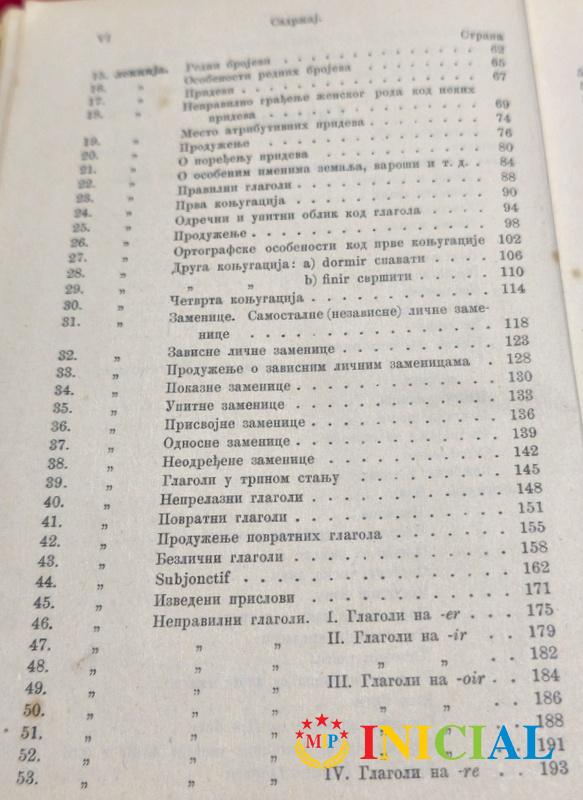 VI Садржај.
Страна
15. лекција. Редни бројеви . . . . . . . . . . 62
16. „ Особености редних бројева . . . . . . 65
17. „ Придеви . . . . . . . . . . . . 67
18. „ Неправилно грађење женског рода код неких
придева . . . . . . . . . . . 69
19. „ Место атрибутивних придева . . . . . . 74
20. „ Продужење . . . . . . . . . . . 76
21. „ О поређењу придева . . . . . . . . 80
22. „ О особеним именима земаља, вароши и т. д. . 84
23. „ Правилни глаголи . . . . . . . . . 88
24. „ Прва коњугација . . . . . . . . . 90
25. „ Одречни и упитни облик код глагола . . . 94
26. „ Продужење . . . . . . . . . . . 98
27. „ Ортографске особености код прве коњугације 102
28. „ Друга коњугација: a) dormir спавати . . . 106
29. „ „ „ b) finir свршити . . . . 110
30. „ Четврта коњугација . . . . . . . . 114
31. „ Заменице. Самосталне (независне) личне заме-
нице . . . . . . . . . . . . 118
32. „ Зависне личне заменице . . . . . . . 123
33. „ Продужење о зависним личним заменицама . 128
34. „ Показне заменице . . . . . . . . . 130
35. „ Упитне заменице . . . . . . . . . 133
36. „ Присвојне заменице . . . . . . . . 136
37. „ Односне заменице . . . . . . . . . 139
38. „ Неодређене заменице . . . . . . . . 142
39. „ Глаголи у трпном стању . . . . . . . 145
40. „ Непрелазни глаголи . . . . . . . . 148
41. „ Повратни глаголи . . . . . . . . . 151
42. „ Продужење повратних глагола . . . . . 155
43. „ Безлични глаголи . . . . . . . . . 158
44. „ Subjonctif . . . . . . . . . . . 162
45. „ Изведени прислови . . . . . . . . . 171
46. „ Неправилни глаголи. I. Глаголи на -er . . 175
47. „ „ „ II. Глаголи на -ir . . 179
48. „ „ „ „ „ . . 182
49. „ „ „ III. Глаголи на -oir . . 184
50. „ „ „ „ „ . . 186
51. „ „ „ 188
52. „ „ „ 191
53. „ „ „ IV. Глаголи на -re . . 193
MP INICIAL